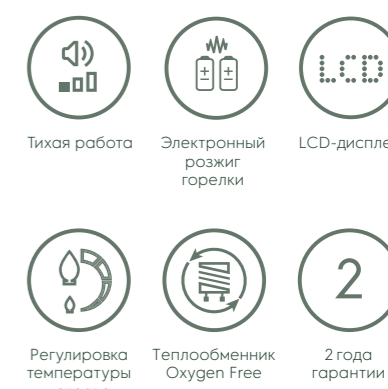 LCD
Тихая работа
Электронный
розжиг
горелки
LCD-диспле
2
Регулировка
температуры
Теплообменник
Oxygen Free
2 года
гарантии